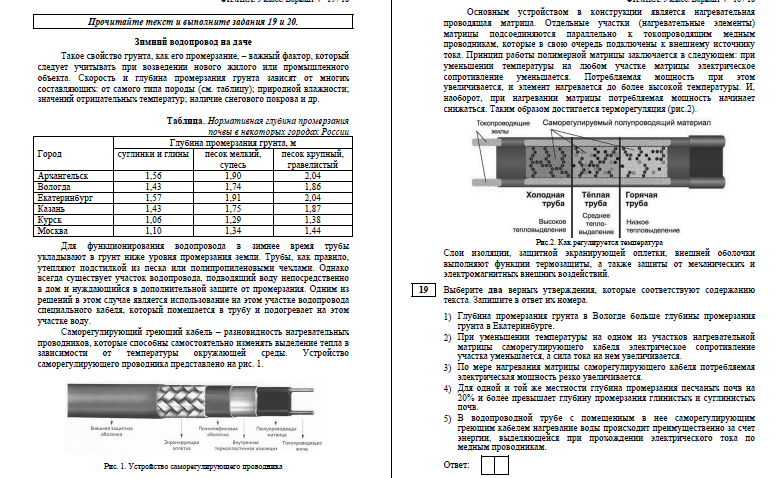 Прочитайте текст и выполните задания 19 и 20.
Зимний водопровод на даче
Такое свойство грунта, как его промерзание, – важный фактор, который
следует учитывать при возведении нового жилого или промышленного
объекта. Скорость и глубина промерзания грунта зависят от многих
составляющих: от самого типа породы (см. таблицу); природной влажности;
значений отрицательных температур; наличие снегового покрова и др.
Таблица. Нормативная глубина промерзания
почвы в некоторых городах России
Город Глубина промерзания грунта, м
суглинки и глины песок мелкий, супесь песок крупный, гравелистый
Архангельск 1,56 1,90 2,04
Вологда 1,43 1,74 1,86
Екатеринбург 1,57 1,91 2,04
Казань 1,43 1,75 1,87
Курск 1,06 1,29 1,38
Москва 1,10 1,34 1,44
Для функционирования водопровода в зимнее время трубы
укладывают в грунт ниже уровня промерзания земли. Трубы, как правило,
утепляют подстилкой из песка или полипропиленовыми чехлами. Однако
всегда существует участок водопровода, подводящий воду непосредственно
в дом и нуждающийся в дополнительной защите от промерзания. Одним из
решений в этом случае является использование на этом участке водопровода
специального кабеля, который помещается в трубу и подогревает на этом
участке воду.
Саморегулирующий греющий кабель – разновидность нагревательных
проводников, которые способны самостоятельно изменять выделение тепла в
зависимости от температуры окружающей среды. Устройство
саморегулирующего проводника представлено на рис. 1.
Внешняя защитная
оболочка
Экранирующая
оплетка
Полиолефиновая
оболочка
Внутренняя
термопластичная изоляция
Полупроводящая
матрица
Токопроводящие
жилы
Рис. 1. Устройство саморегулирующего проводника
Основным устройством в конструкции является нагревательная
проводящая матрица. Отдельные участки (нагревательные элементы)
матрицы подсоединяются параллельно к токопроводящим медным
проводникам, которые в свою очередь подключены к внешнему источнику
тока. Принцип работы полимерной матрицы заключается в следующем: при
уменьшении температуры на любом участке матрицы электрическое
сопротивление уменьшается. Потребляемая мощность при этом
увеличивается, и элемент нагревается до более высокой температуры. И,
наоборот, при нагревании матрицы потребляемая мощность начинает
снижаться. Таким образом достигается терморегуляция (рис.2).
Токопроводящие
жилы
Саморегулируемый полупроводящий материал
Холодная
труба
Тёплая
труба
Горячая
труба
Высокое
тепловыделение
Среднее
тепло-
выделение
Низкое
тепловыделение
Рис.2. Как регулируется температура
Слои изоляции, защитной экранирующей оплетки, внешней оболочки
выполняют функции термозащиты, а также защиты от механических и
электромагнитных внешних воздействий.
19
Выберите два верных утверждения, которые соответствуют содержанию
текста. Запишите в ответ их номера.
1) Глубина промерзания грунта в Вологде больше глубины промерзания
грунта в Екатеринбурге.
2) При уменьшении температуры на одном из участков нагревательной
матрицы саморегулирующего кабеля электрическое сопротивление
участка уменьшается, а сила тока на нем увеличивается.
3) По мере нагревания матрицы саморегулирующего кабеля потребляемая
электрическая мощность резко увеличивается.
4) Для одной и той же местности глубина промерзания песчаных почв на
20% и более превышает глубину промерзания глинистых и суглинистых
почв.
5) В водопроводной трубе с помещенным в нее саморегулирующим
греющим кабелем нагревание воды происходит преимущественно за счет
энергии, выделяющейся при прохождении электрического тока по
медным проводникам.
Ответ: